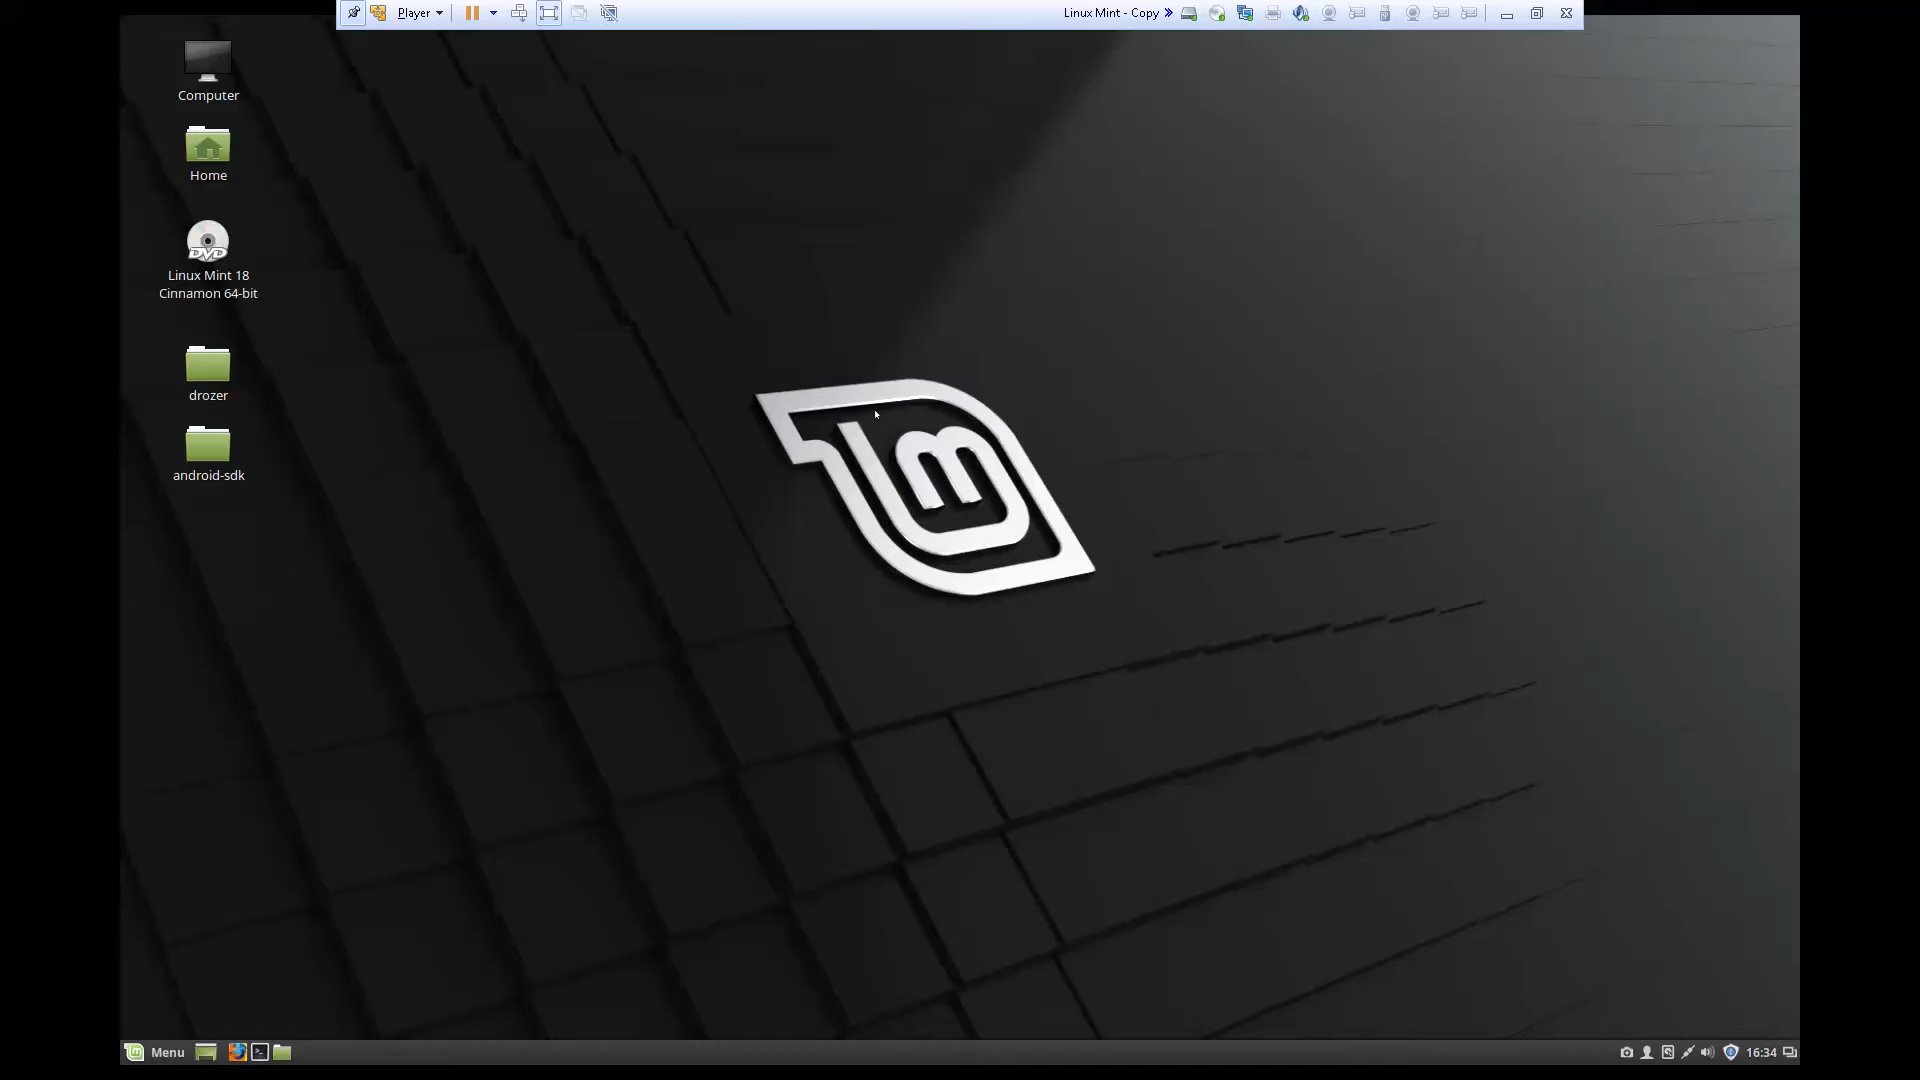 Player
Linux Mint - Copy
Computer
Home
DVD
Linux Mint 18
Cinnamon 64-bit
drozer
android-sdk
Menu
16:34